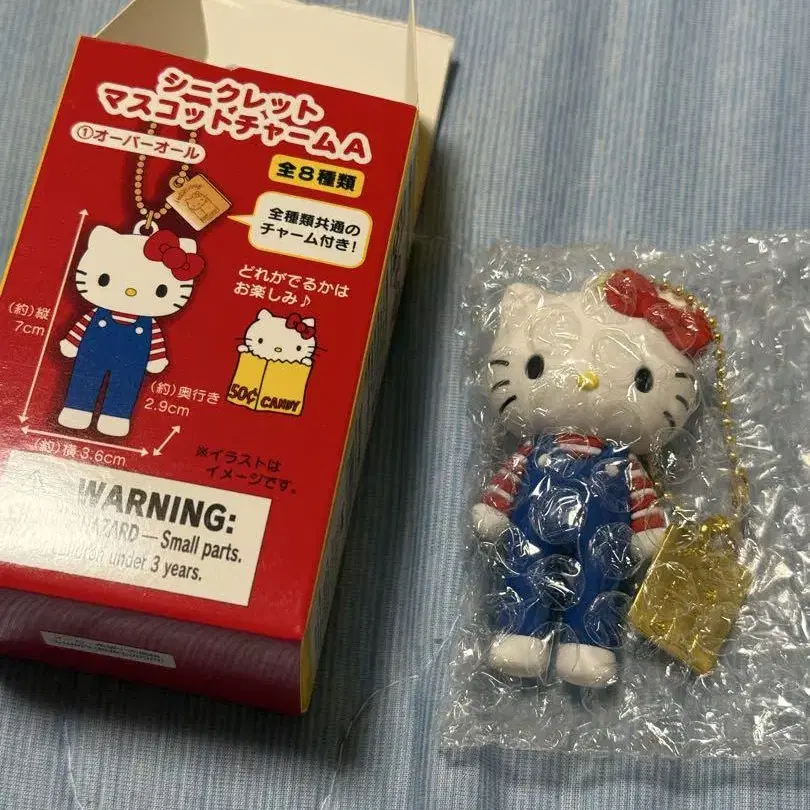 シークレット
マスコットチャームA
①オーバーオール
全8種類
全種類共通の
チャーム付き!
どれがでるかは
お楽しみ♪
(約)縦
7cm
(約)奥行き
2.9cm
50¢ CANDY
(約)横 3.6cm
※イラストは
イメージです。
WARNING:
HAZARD — Small parts.
under 3 years.